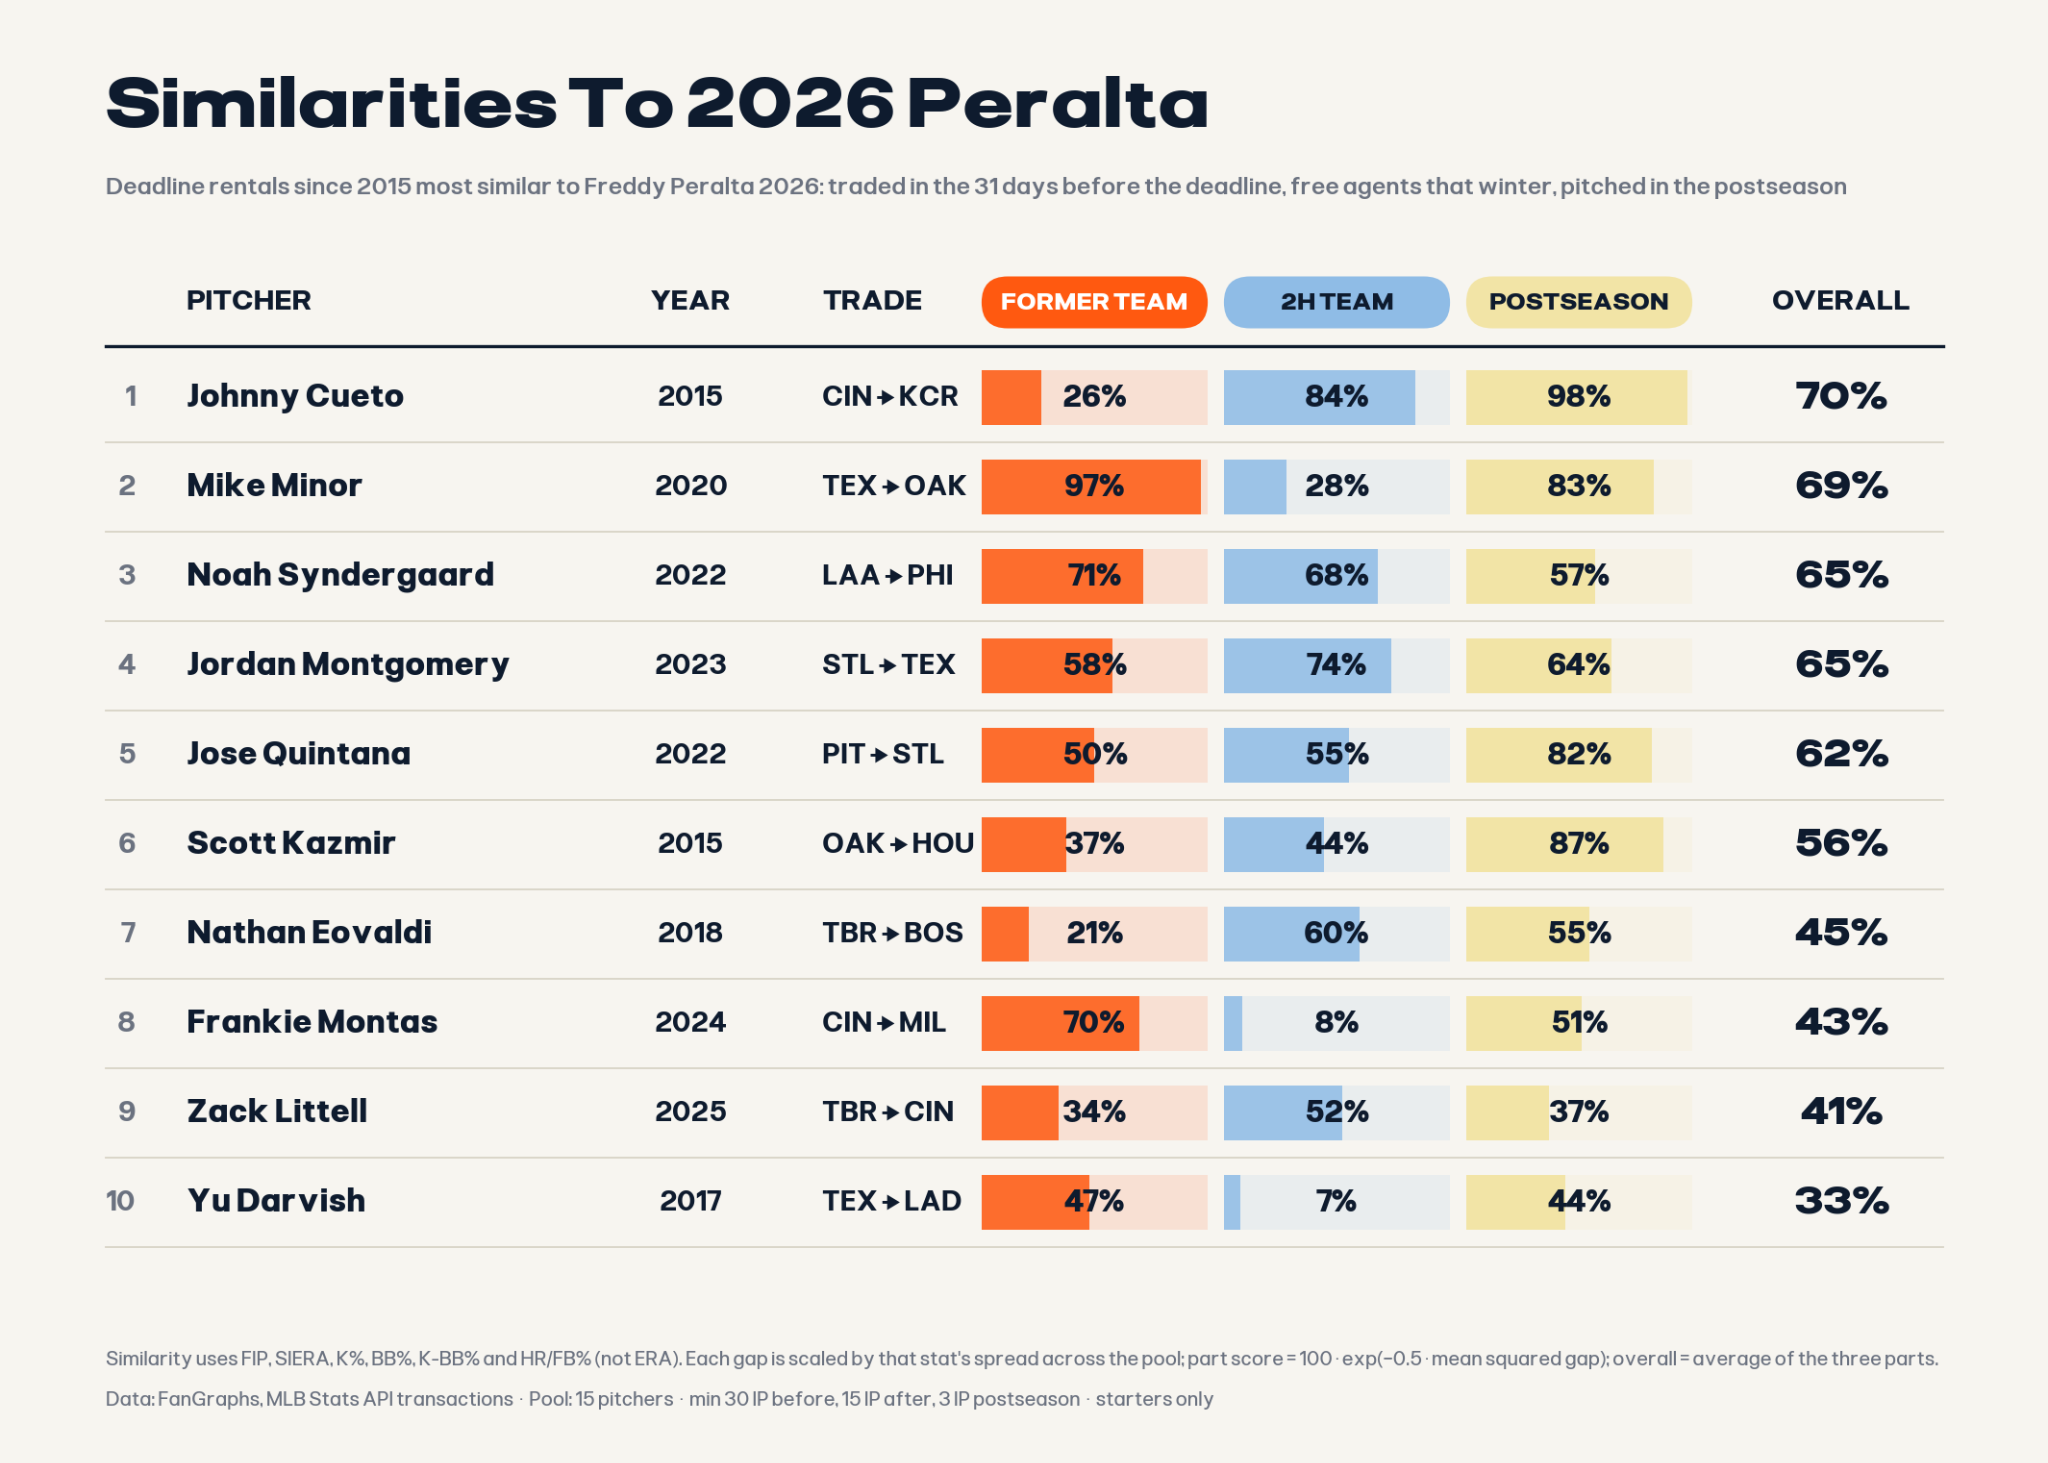 Similarities To 2026 Peralta
Deadline rentals since 2015 most similar to Freddy Peralta 2026: traded in the 31 days before the deadline, free agents that winter, pitched in the postseason
PITCHER YEAR TRADE FORMER TEAM 2H TEAM POSTSEASON OVERALL
1 Johnny Cueto 2015 CIN→KCR 26% 84% 98% 70%
2 Mike Minor 2020 TEX→OAK 97% 28% 83% 69%
3 Noah Syndergaard 2022 LAA→PHI 71% 68% 57% 65%
4 Jordan Montgomery 2023 STL→TEX 58% 74% 64% 65%
5 Jose Quintana 2022 PIT→STL 50% 55% 82% 62%
6 Scott Kazmir 2015 OAK→HOU 37% 44% 87% 56%
7 Nathan Eovaldi 2018 TBR→BOS 21% 60% 55% 45%
8 Frankie Montas 2024 CIN→MIL 70% 8% 51% 43%
9 Zack Littell 2025 TBR→CIN 34% 52% 37% 41%
10 Yu Darvish 2017 TEX→LAD 47% 7% 44% 33%
Similarity uses FIP, SIERA, K%, BB%, K-BB% and HR/FB% (not ERA). Each gap is scaled by that stat's spread across the pool; part score = 100 · exp(−0.5 · mean squared gap); overall = average of the three parts.
Data: FanGraphs, MLB Stats API transactions · Pool: 15 pitchers · min 30 IP before, 15 IP after, 3 IP postseason · starters only